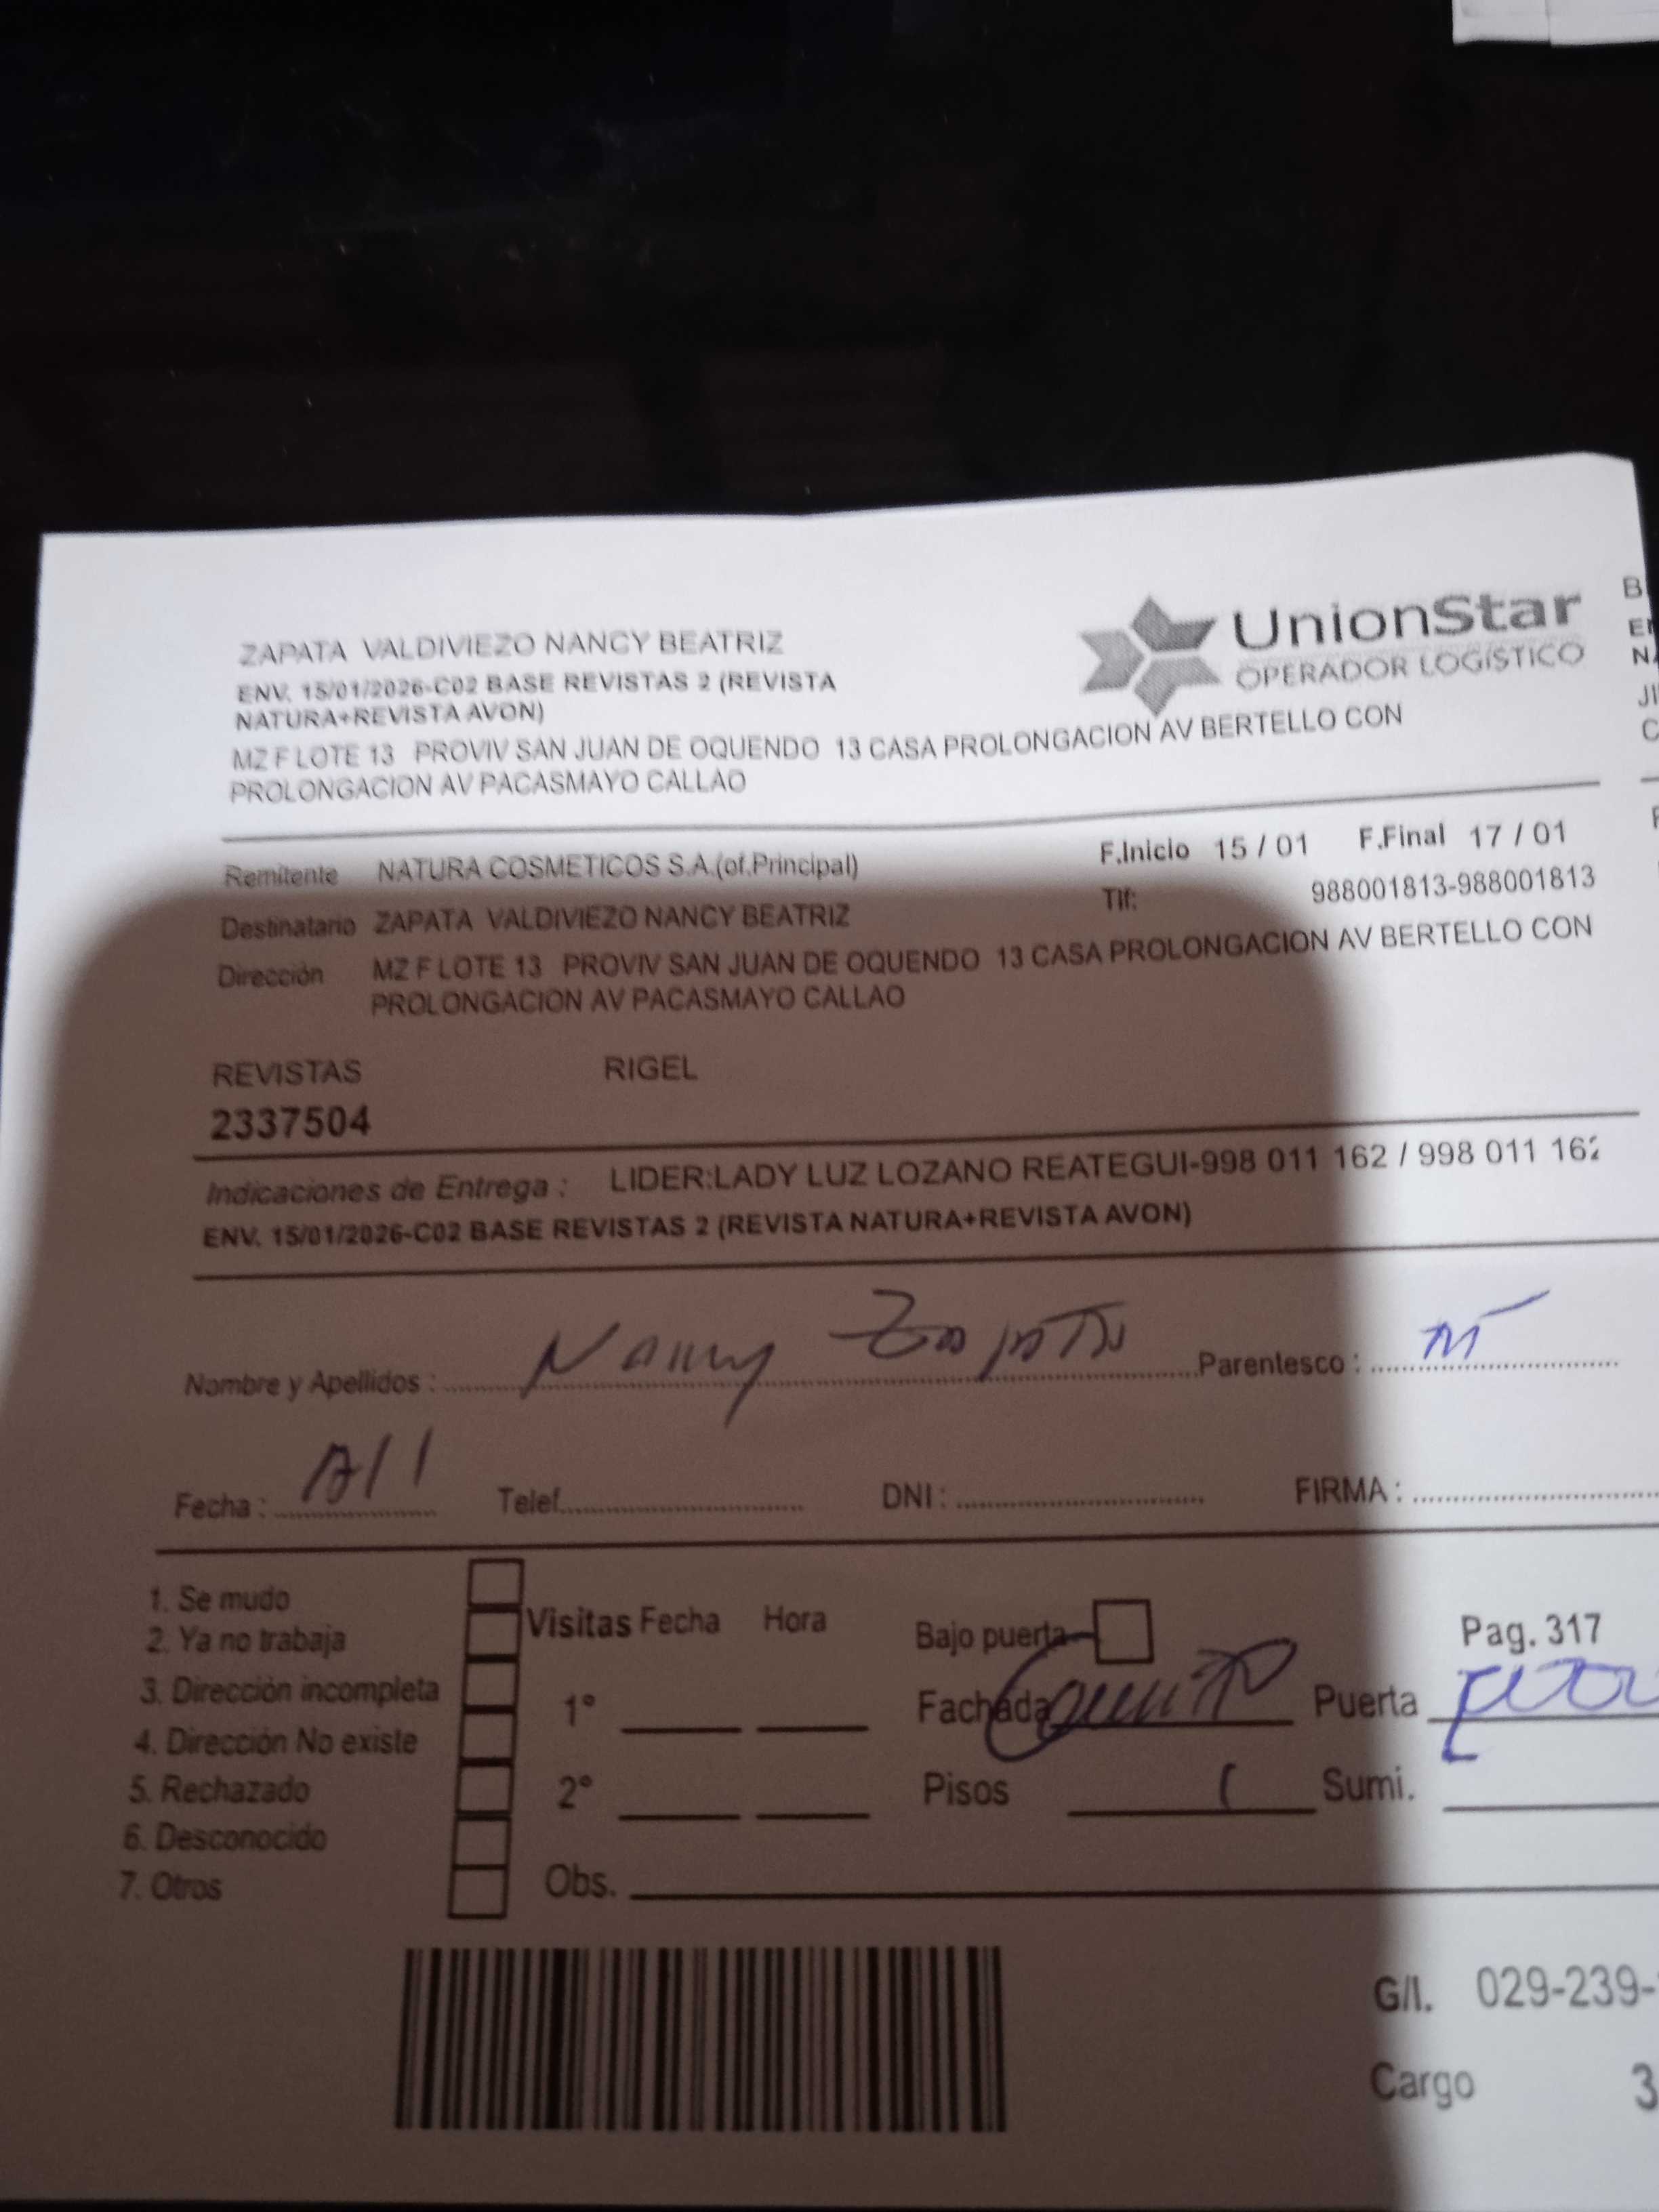 ZAPATA VALDIVIEZO NANCY BEATRIZ
ENV. 15/01/2026-C02 BASE REVISTAS 2 (REVISTA
NATURA+REVISTA AVON)
MZ F LOTE 13 PROVIV SAN JUAN DE OQUENDO 13 CASA PROLONGACION AV BERTELLO CON
PROLONGACION AV PACASMAYO CALLAO
UnionStar
OPERADOR LOGÍSTICO
Remitente NATURA COSMETICOS S.A.(of.Principal) F.Inicio 15 / 01 F.Final 17 / 01
Destinatario ZAPATA VALDIVIEZO NANCY BEATRIZ Tlf: 988001813-988001813
Dirección MZ F LOTE 13 PROVIV SAN JUAN DE OQUENDO 13 CASA PROLONGACION AV BERTELLO CON
PROLONGACION AV PACASMAYO CALLAO
REVISTAS RIGEL
2337504
Indicaciones de Entrega : LIDER:LADY LUZ LOZANO REATEGUI-998 011 162 / 998 011 162
ENV. 15/01/2026-C02 BASE REVISTAS 2 (REVISTA NATURA+REVISTA AVON)
Nombre y Apellidos : Nancy Zapata Parentesco :
Fecha : Telef. DNI : FIRMA :
1. Se mudo
2. Ya no trabaja
3. Dirección incompleta
4. Dirección No existe
5. Rechazado
6. Desconocido
7. Otros
Visitas Fecha Hora
1°
2°
Obs.
Bajo puerta
Fachada Puerta
Pisos 1 Sumi.
Pag. 317
G/I. 029-239-
Cargo 3